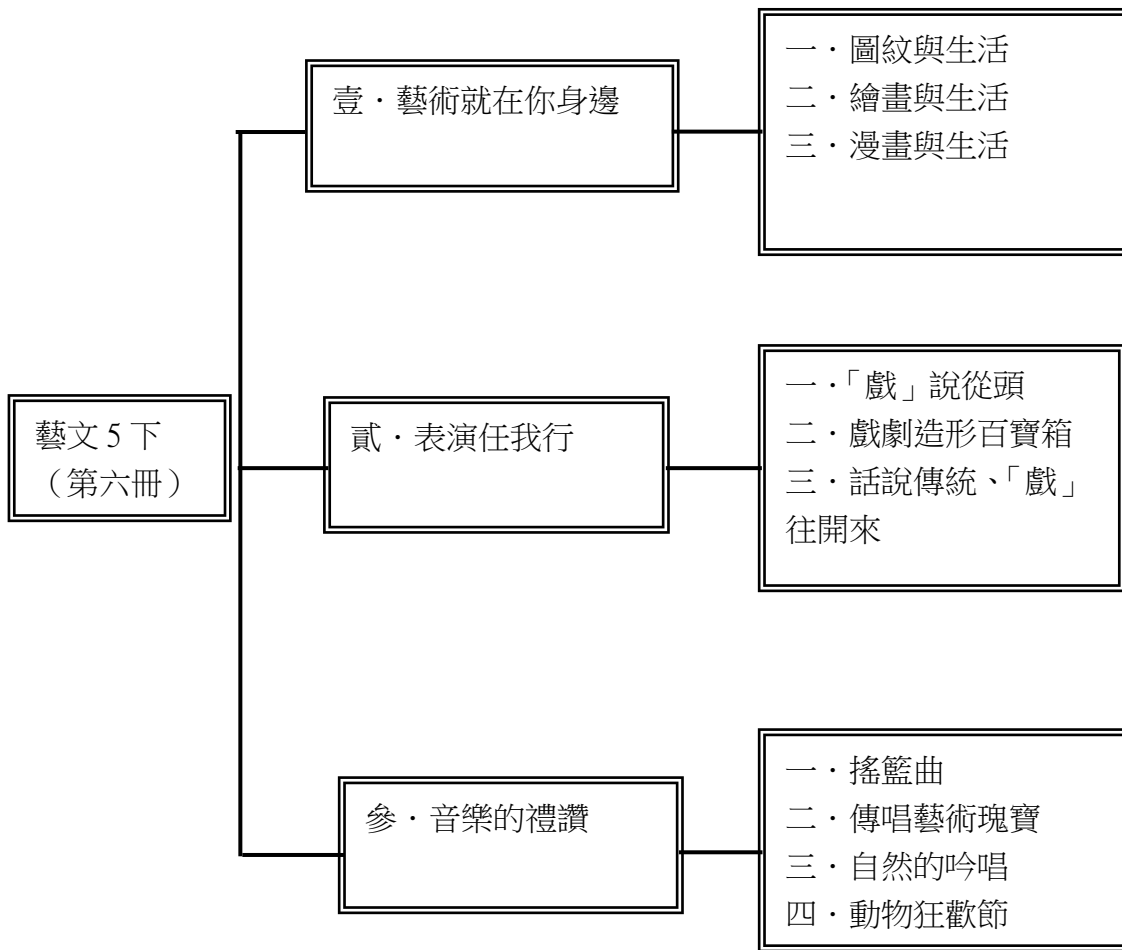 藝文 5 下
（第六冊）
壹．藝術就在你身邊
一．圖紋與生活
二．繪畫與生活
三．漫畫與生活
貳．表演任我行
一．「戲」說從頭
二．戲劇造形百寶箱
三．話說傳統、「戲」
往開來
參．音樂的禮讚
一．搖籃曲
二．傳唱藝術瑰寶
三．自然的吟唱
四．動物狂歡節